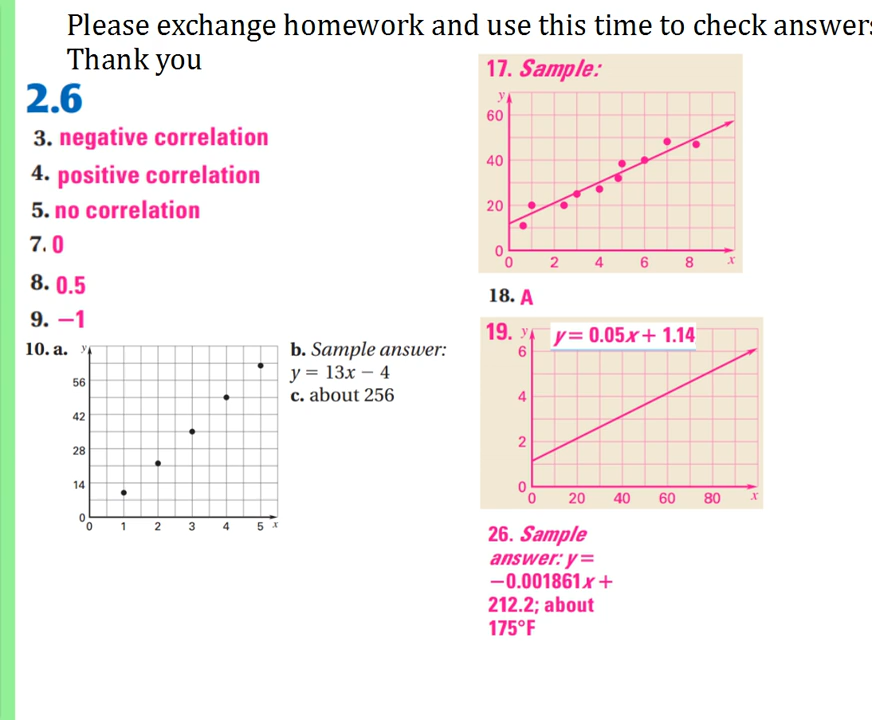 Please exchange homework and use this time to check answers
Thank you
2.6
3. negative correlation
4. positive correlation
5. no correlation
7. 0
8. 0.5
9. −1
10. a.
y
56
42
28
14
0
0 1 2 3 4 5 x
b. Sample answer:
y = 13x − 4
c. about 256
17. Sample:
y
60
40
20
0
0 2 4 6 8 x
18. A
19.
y
y = 0.05x + 1.14
6
4
2
0
0 20 40 60 80 x
26. Sample
answer: y =
−0.001861x +
212.2; about
175°F